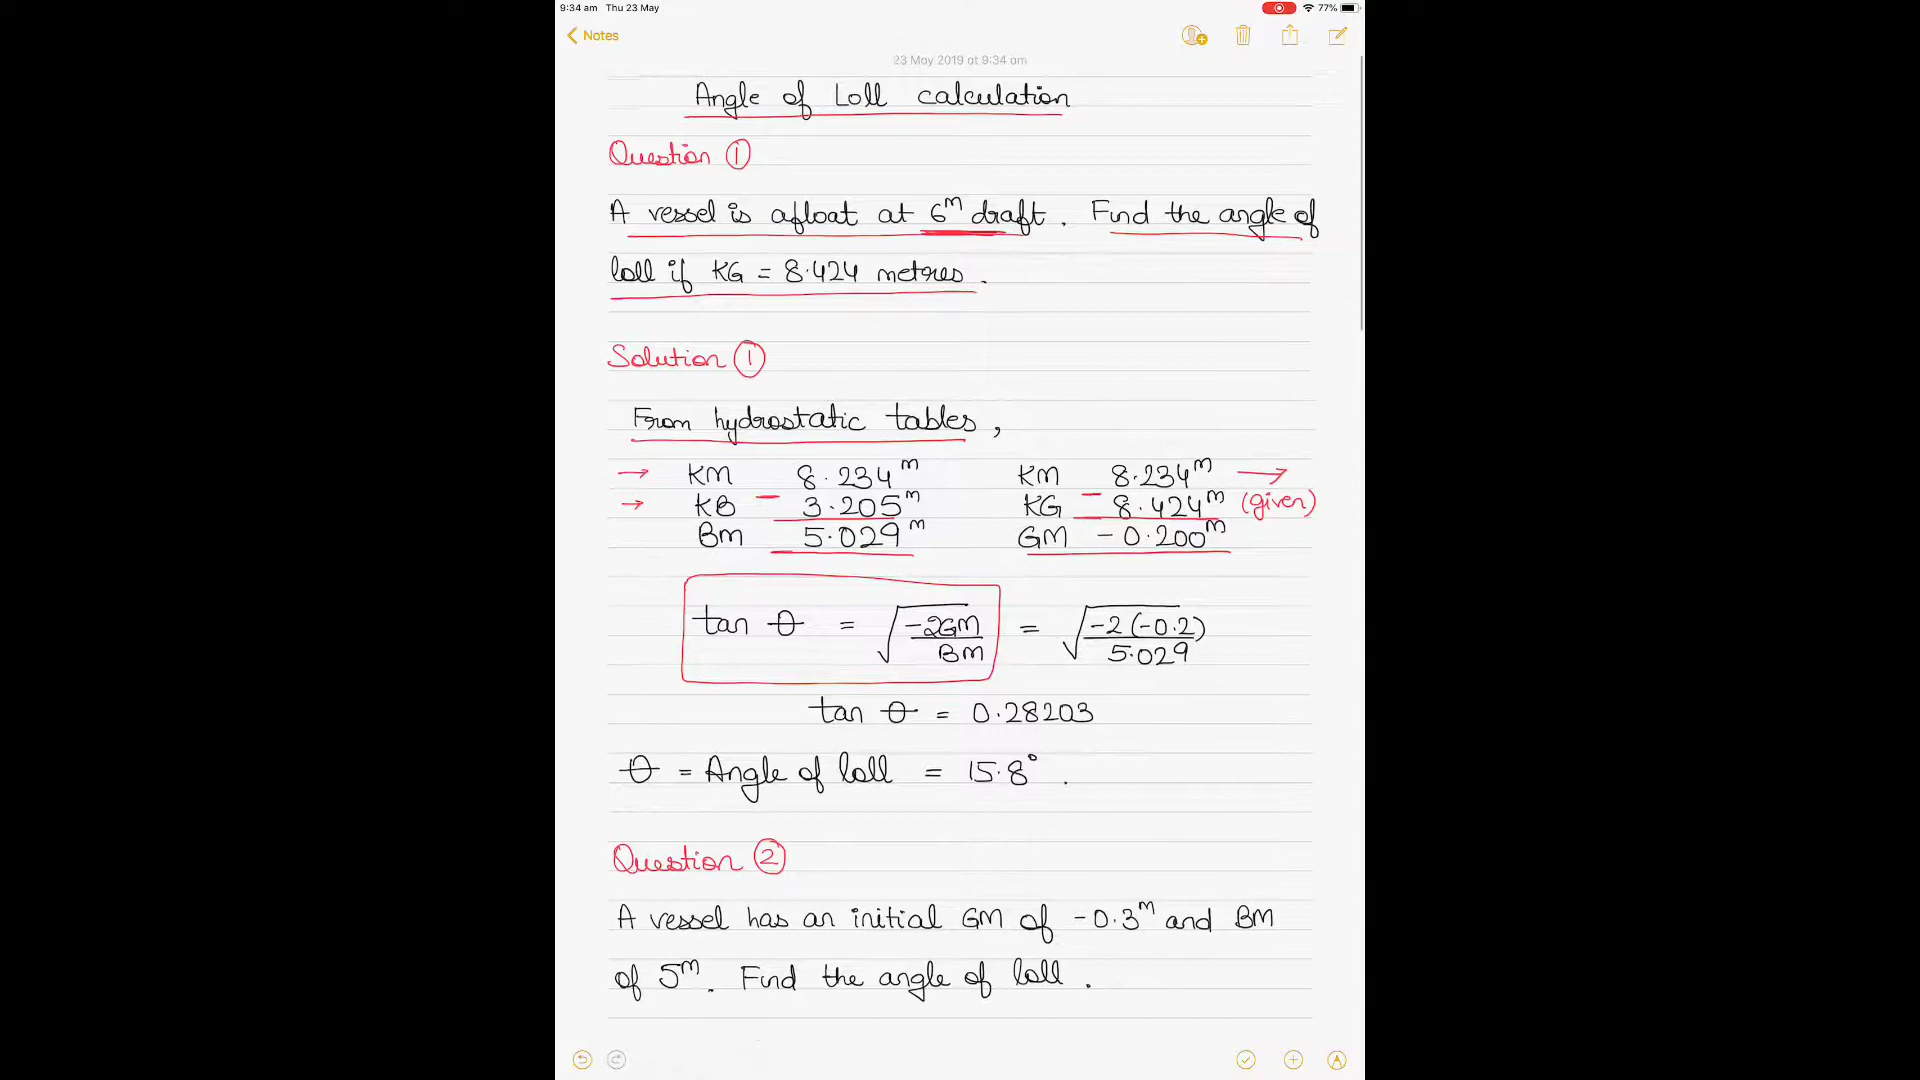 9:34 am Thu 23 May
77%
Notes
23 May 2019 at 9:34 am
Angle of Loll calculation
Question ①
A vessel is afloat at 6ᵐ draft. Find the angle of
loll if KG = 8.424 metres.
Solution ①
From hydrostatic tables,
→ KM 8.234ᵐ KM 8.234ᵐ →
→ KB − 3.205ᵐ KG − 8.424ᵐ (given)
BM 5.029ᵐ GM − 0.200ᵐ
tan θ = √(-2GM/BM) = √(-2(-0.2)/5.029)
tan θ = 0.28203
θ = Angle of loll = 15.8°.
Question ②
A vessel has an initial GM of -0.3ᵐ and BM
of 5ᵐ. Find the angle of loll.